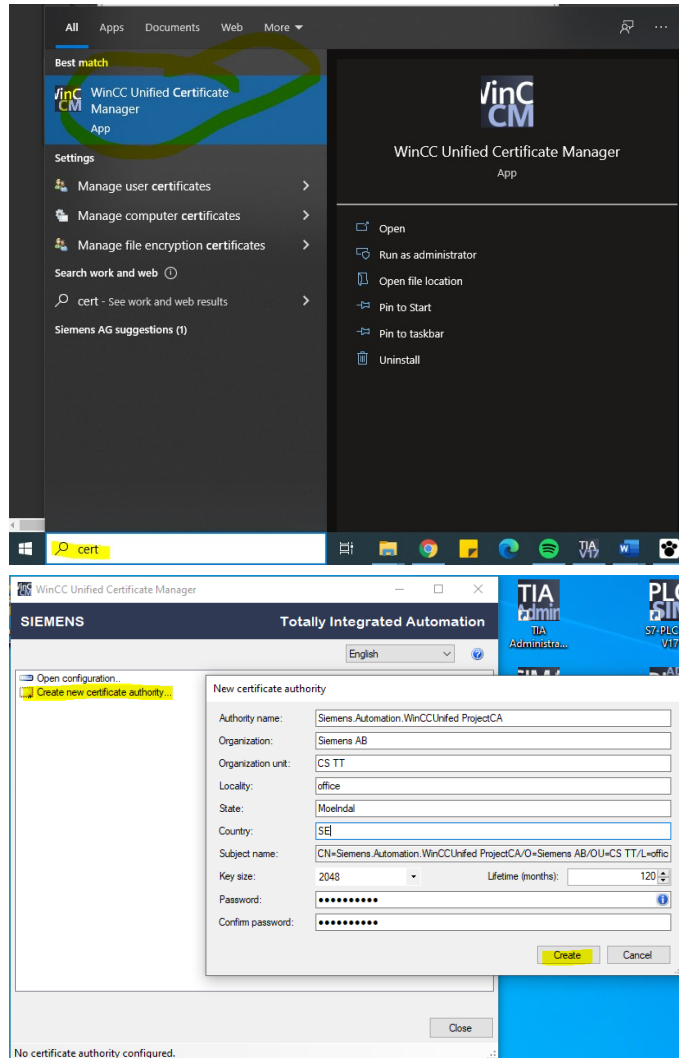 All Apps Documents Web More
Best match
WinCC Unified Certificate
Manager
App
Settings
Manage user certificates
Manage computer certificates
Manage file encryption certificates
Search work and web
cert - See work and web results
Siemens AG suggestions (1)
VinC
CM
WinCC Unified Certificate Manager
App
Open
Run as administrator
Open file location
Pin to Start
Pin to taskbar
Uninstall
cert
WinCC Unified Certificate Manager
SIEMENS Totally Integrated Automation
English
Open configuration..
Create new certificate authority...
New certificate authority
Authority name: Siemens.Automation.WinCCUnifed ProjectCA
Organization: Siemens AB
Organization unit: CS TT
Locality: office
State: Moelndal
Country: SE
Subject name: CN=Siemens.Automation.WinCCUnifed ProjectCA/O=Siemens AB/OU=CS TT/L=offic
Key size: 2048 Lifetime (months): 120
Password: ••••••••••
Confirm password: ••••••••••
Create Cancel
Close
No certificate authority configured.
TIA
Admin
TIA
Administra...
PLC
SIM
S7-PLC
V17